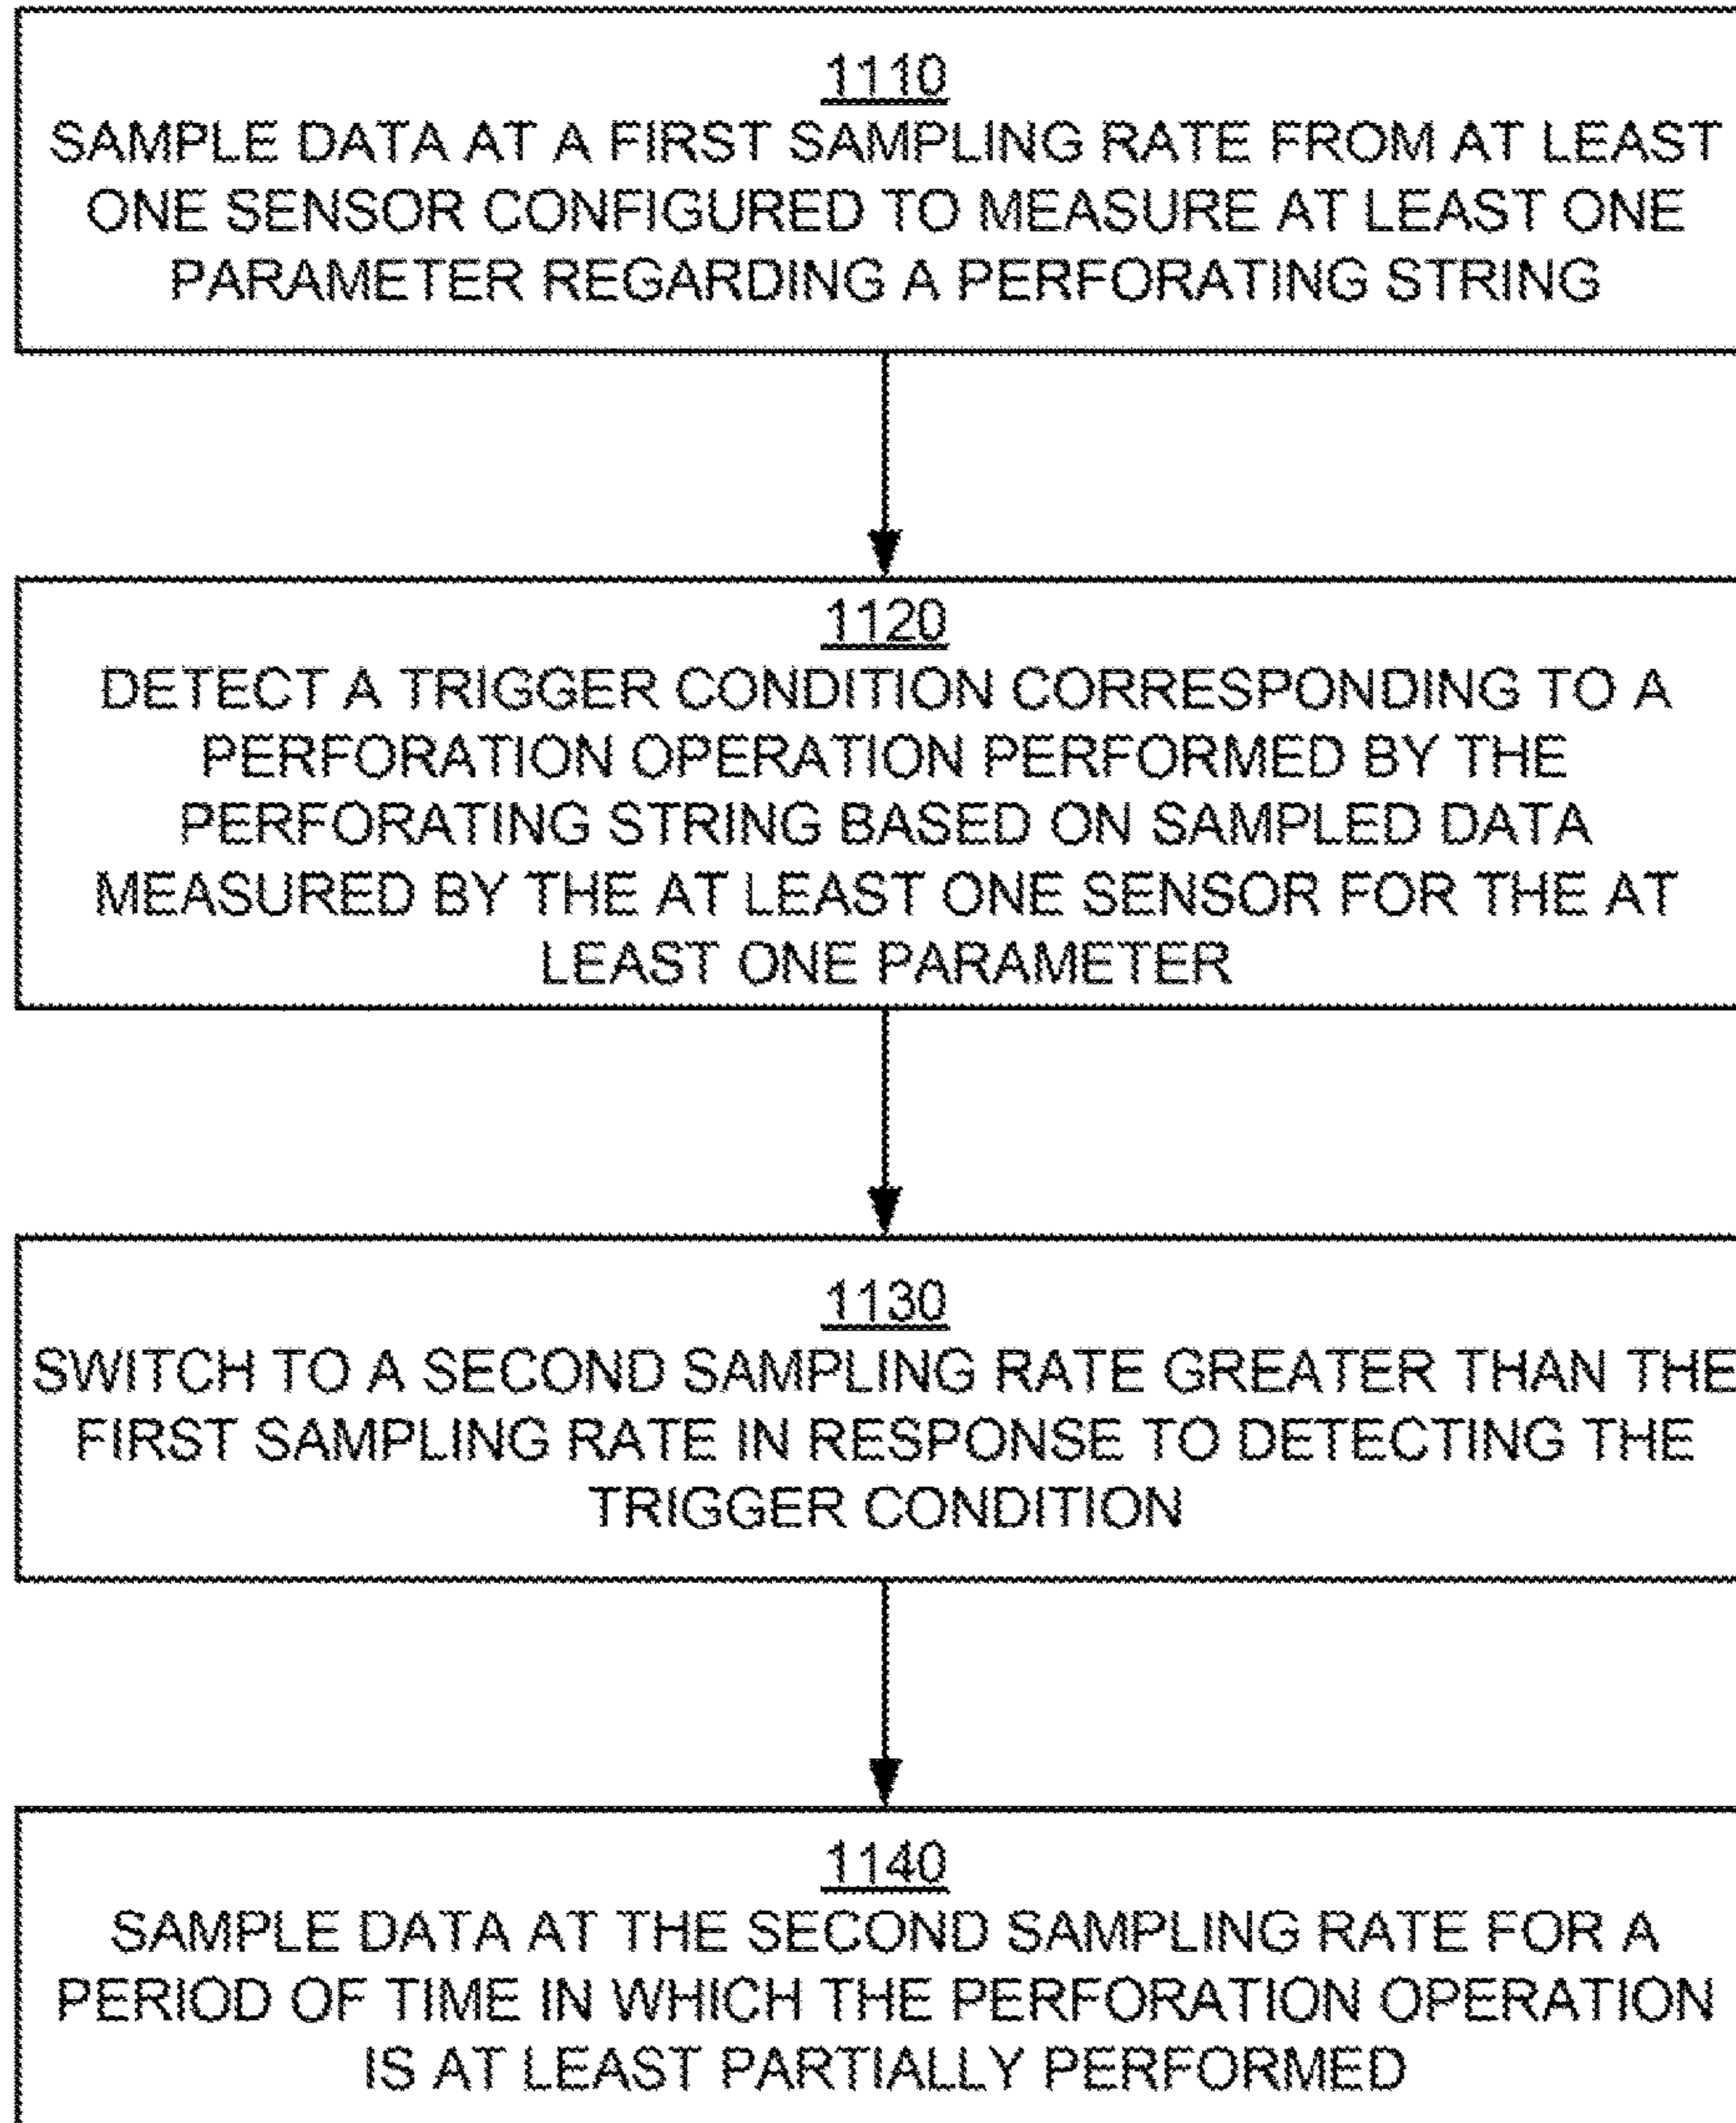 1110
SAMPLE DATA AT A FIRST SAMPLING RATE FROM AT LEAST
ONE SENSOR CONFIGURED TO MEASURE AT LEAST ONE
PARAMETER REGARDING A PERFORATING STRING
1120
DETECT A TRIGGER CONDITION CORRESPONDING TO A
PERFORATION OPERATION PERFORMED BY THE
PERFORATING STRING BASED ON SAMPLED DATA
MEASURED BY THE AT LEAST ONE SENSOR FOR THE AT
LEAST ONE PARAMETER
1130
SWITCH TO A SECOND SAMPLING RATE GREATER THAN THE
FIRST SAMPLING RATE IN RESPONSE TO DETECTING THE
TRIGGER CONDITION
1140
SAMPLE DATA AT THE SECOND SAMPLING RATE FOR A
PERIOD OF TIME IN WHICH THE PERFORATION OPERATION
IS AT LEAST PARTIALLY PERFORMED